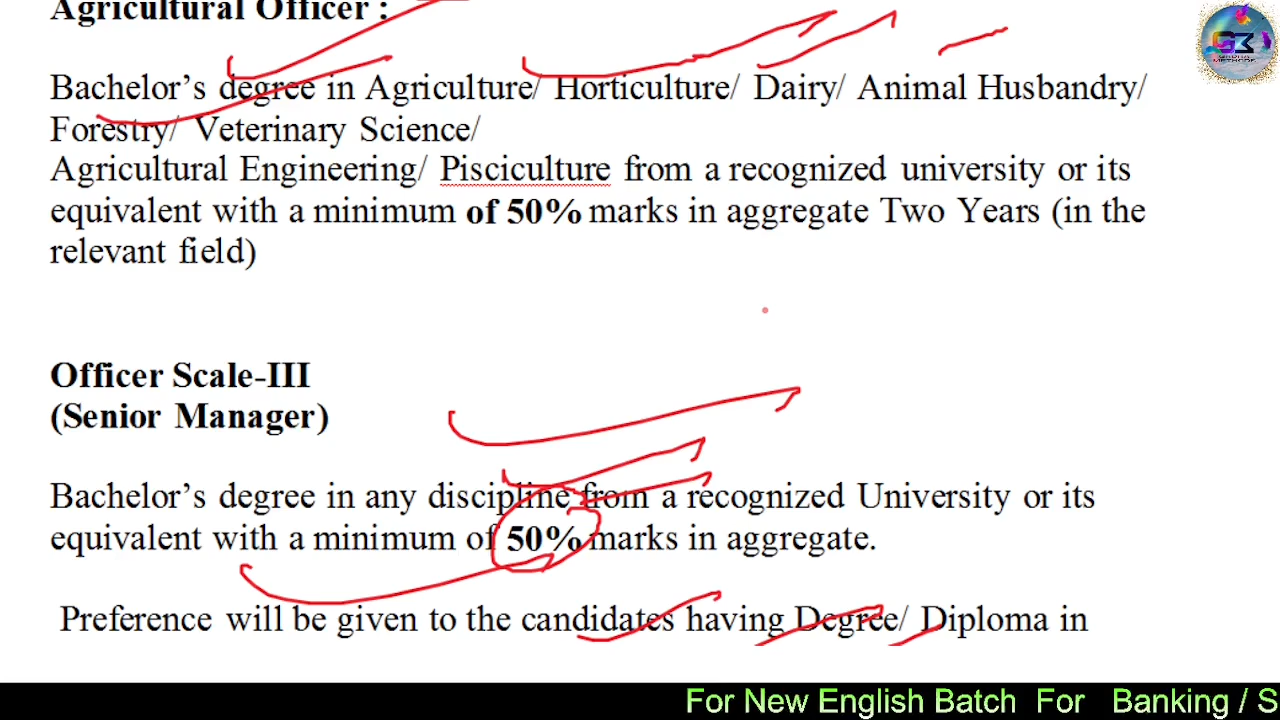 Agricultural Officer :
Bachelor’s degree in Agriculture/ Horticulture/ Dairy/ Animal Husbandry/
Forestry/ Veterinary Science/
Agricultural Engineering/ Pisciculture from a recognized university or its
equivalent with a minimum of 50% marks in aggregate Two Years (in the
relevant field)
Officer Scale-III
(Senior Manager)
Bachelor’s degree in any discipline from a recognized University or its
equivalent with a minimum of 50% marks in aggregate.
Preference will be given to the candidates having Degree/ Diploma in
For New English Batch For Banking / S